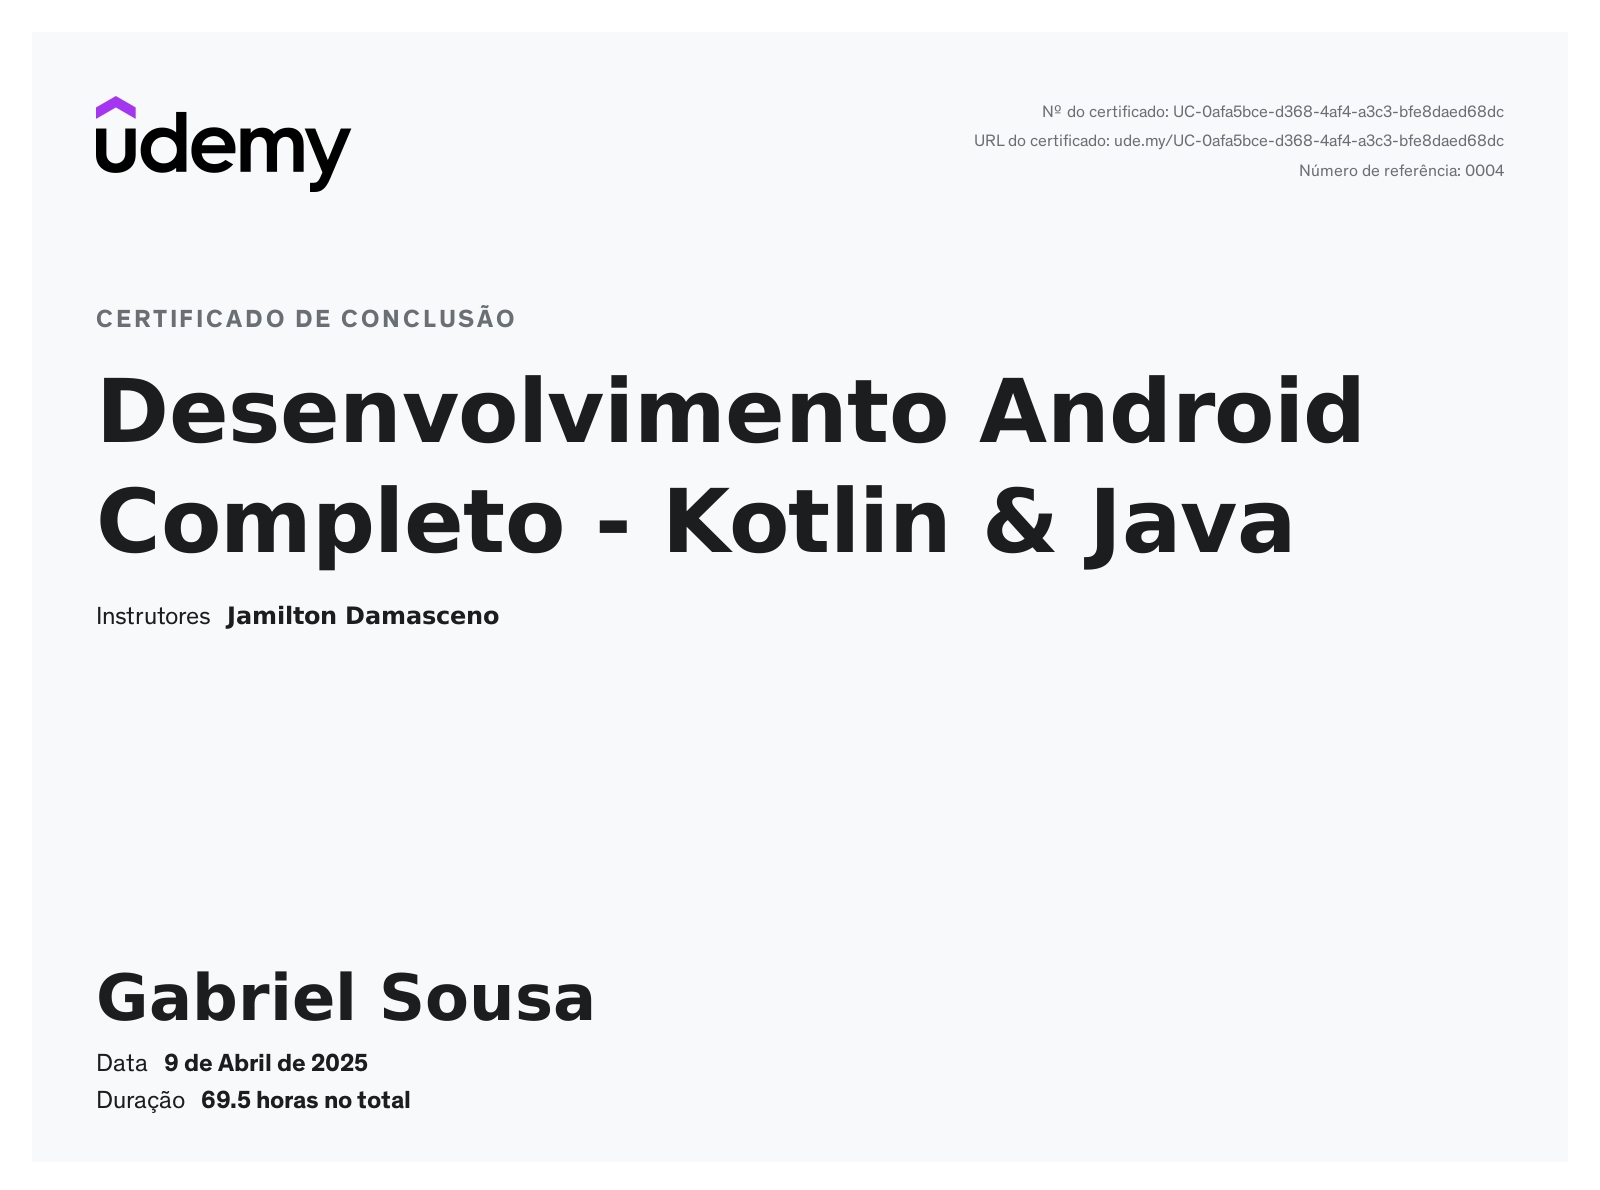 udemy
Nº do certificado: UC-0afa5bce-d368-4af4-a3c3-bfe8daed68dc
URL do certificado: ude.my/UC-0afa5bce-d368-4af4-a3c3-bfe8daed68dc
Número de referência: 0004
CERTIFICADO DE CONCLUSÃO
Desenvolvimento Android
Completo - Kotlin & Java
Instrutores Jamilton Damasceno
Gabriel Sousa
Data 9 de Abril de 2025
Duração 69.5 horas no total